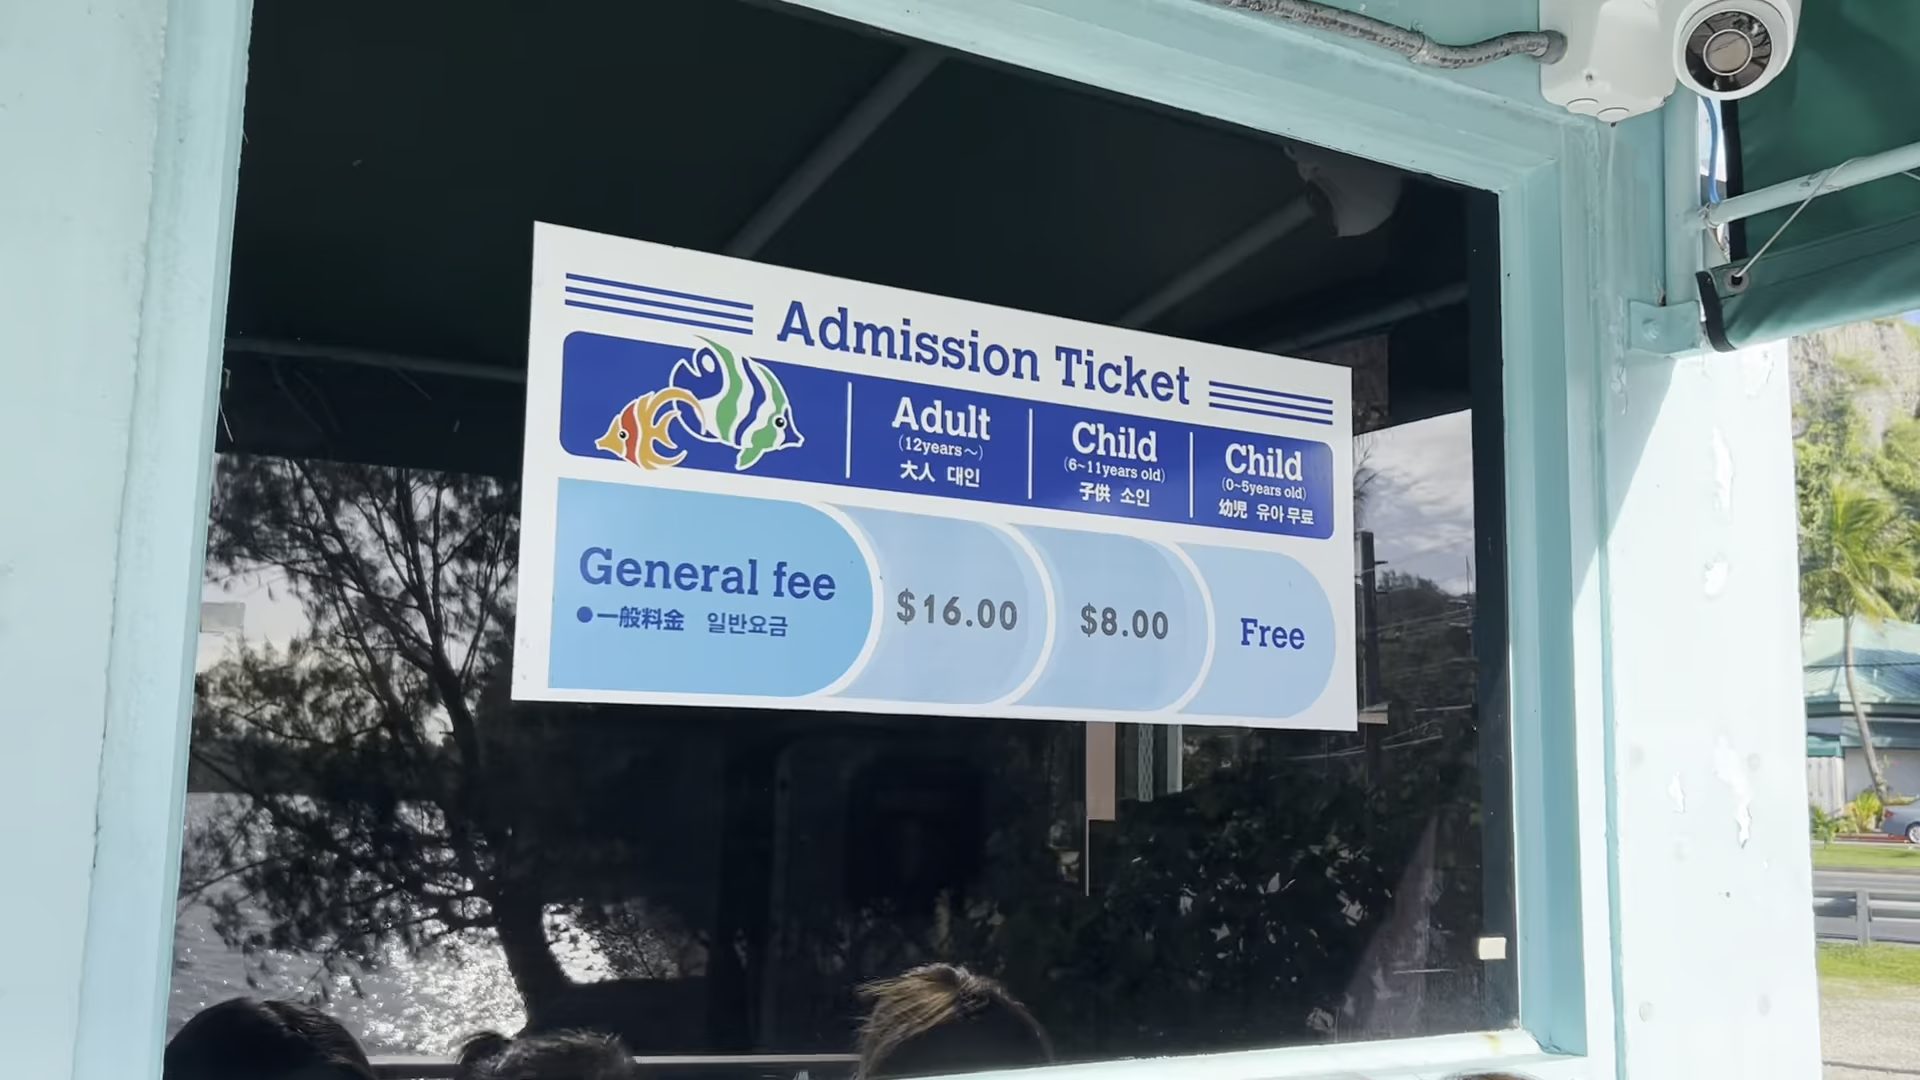 Admission Ticket
Adult
(12years～)
大人 대인
Child
(6~11years old)
子供 소인
Child
(0~5years old)
幼児 유아 무료
General fee
●一般料金 일반요금
$16.00
$8.00
Free